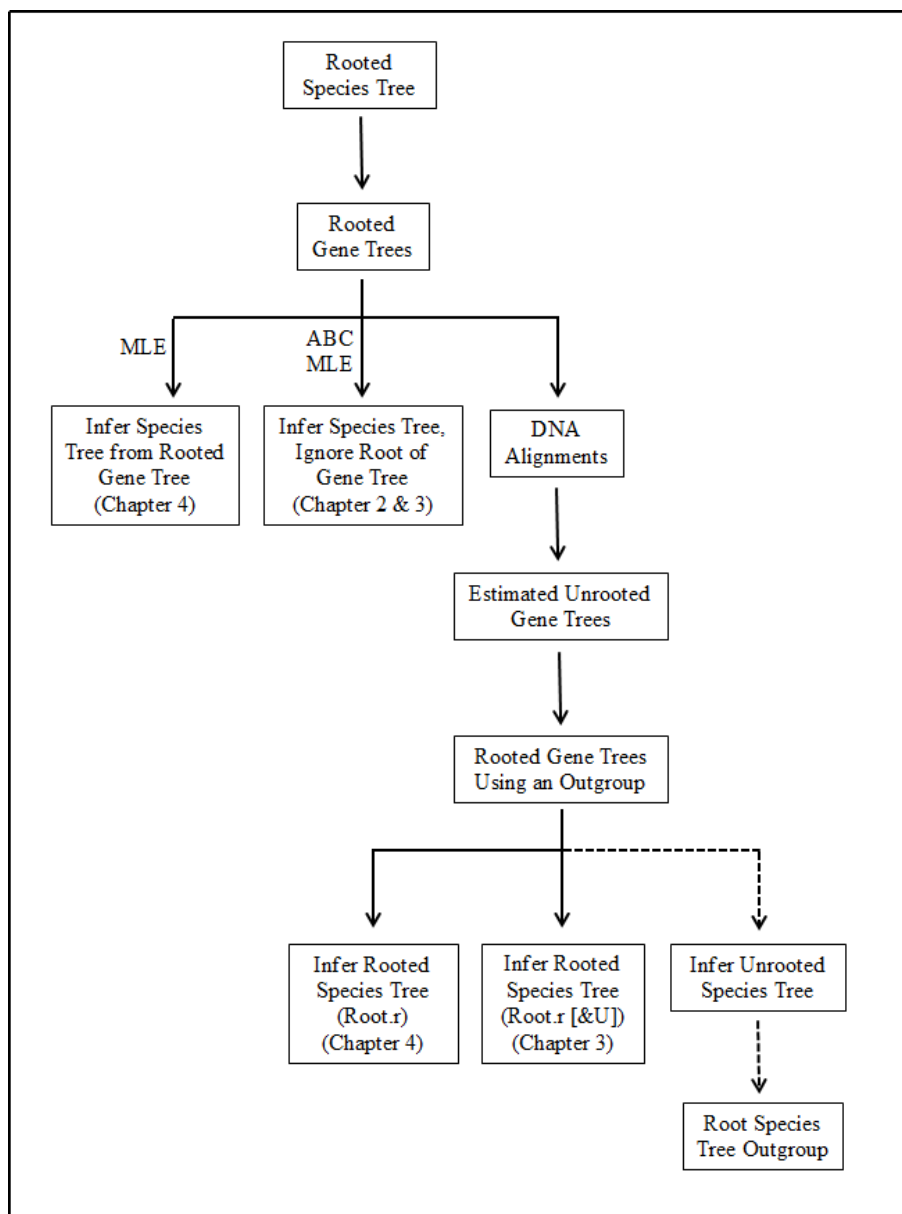 Rooted
Species Tree
Rooted
Gene Trees
MLE
ABC
MLE
Infer Species
Tree from Rooted
Gene Tree
(Chapter 4)
Infer Species Tree,
Ignore Root of
Gene Tree
(Chapter 2 & 3)
DNA
Alignments
Estimated Unrooted
Gene Trees
Rooted Gene Trees
Using an Outgroup
Infer Rooted
Species Tree
(Root.r)
(Chapter 4)
Infer Rooted
Species Tree
(Root.r [&U])
(Chapter 3)
Infer Unrooted
Species Tree
Root Species
Tree Outgroup